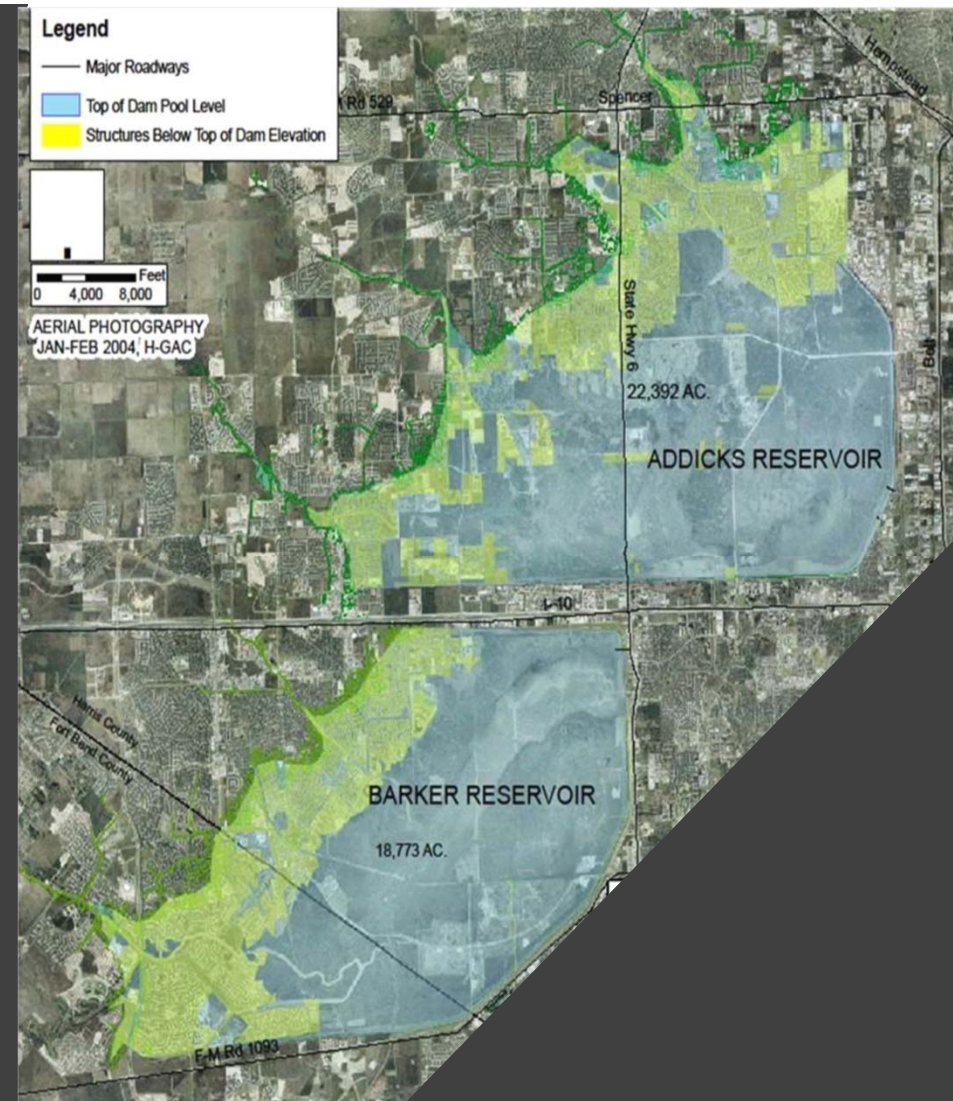 Legend
Major Roadways
Top of Dam Pool Level
Structures Below Top of Dam Elevation
Feet
0 4,000 8,000
AERIAL PHOTOGRAPHY
JAN-FEB 2004, H-GAC
Rd 529
Spencer
Hempstead
State Hwy 6
Belt
22,392 AC.
ADDICKS RESERVOIR
I-10
Harris County
Fort Bend County
BARKER RESERVOIR
18,773 AC.
F-M Rd 1093